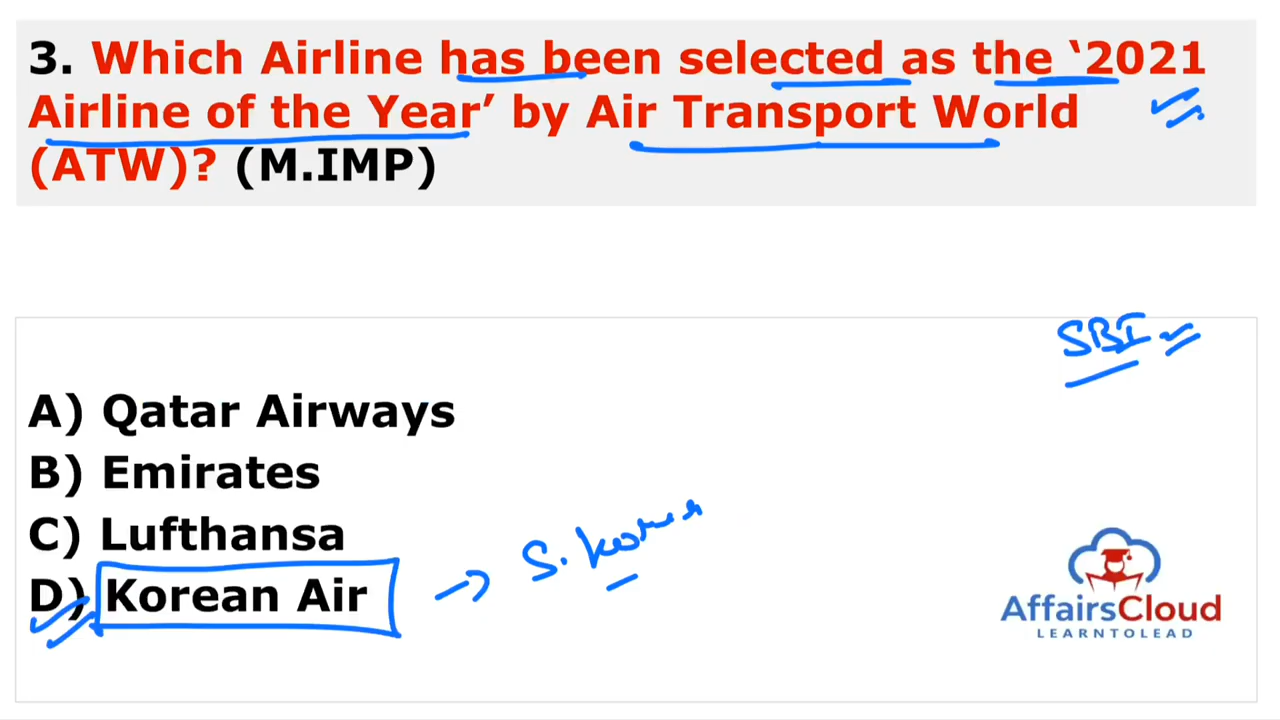 3. Which Airline has been selected as the ‘2021
Airline of the Year’ by Air Transport World
(ATW)? (M.IMP)
SBI
A) Qatar Airways
B) Emirates
C) Lufthansa
D) Korean Air
S. Korea
AffairsCloud
LEARNTOLEAD